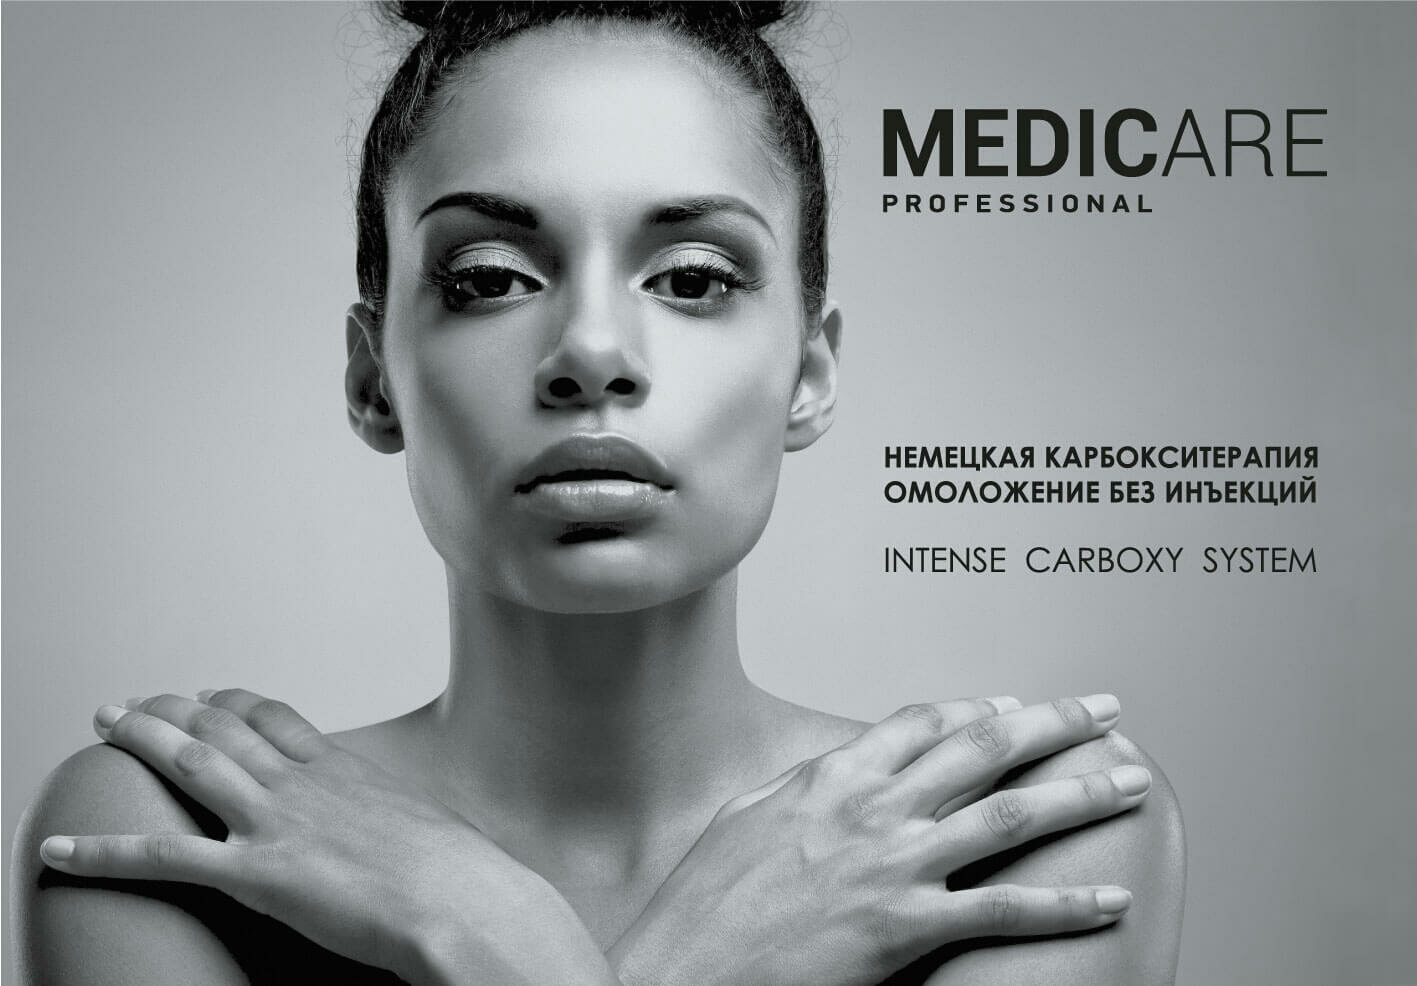 MEDICARE
PROFESSIONAL
НЕМЕЦКАЯ КАРБОКСИТЕРАПИЯ
ОМОЛОЖЕНИЕ БЕЗ ИНЪЕКЦИЙ
INTENSE CARBOXY SYSTEM